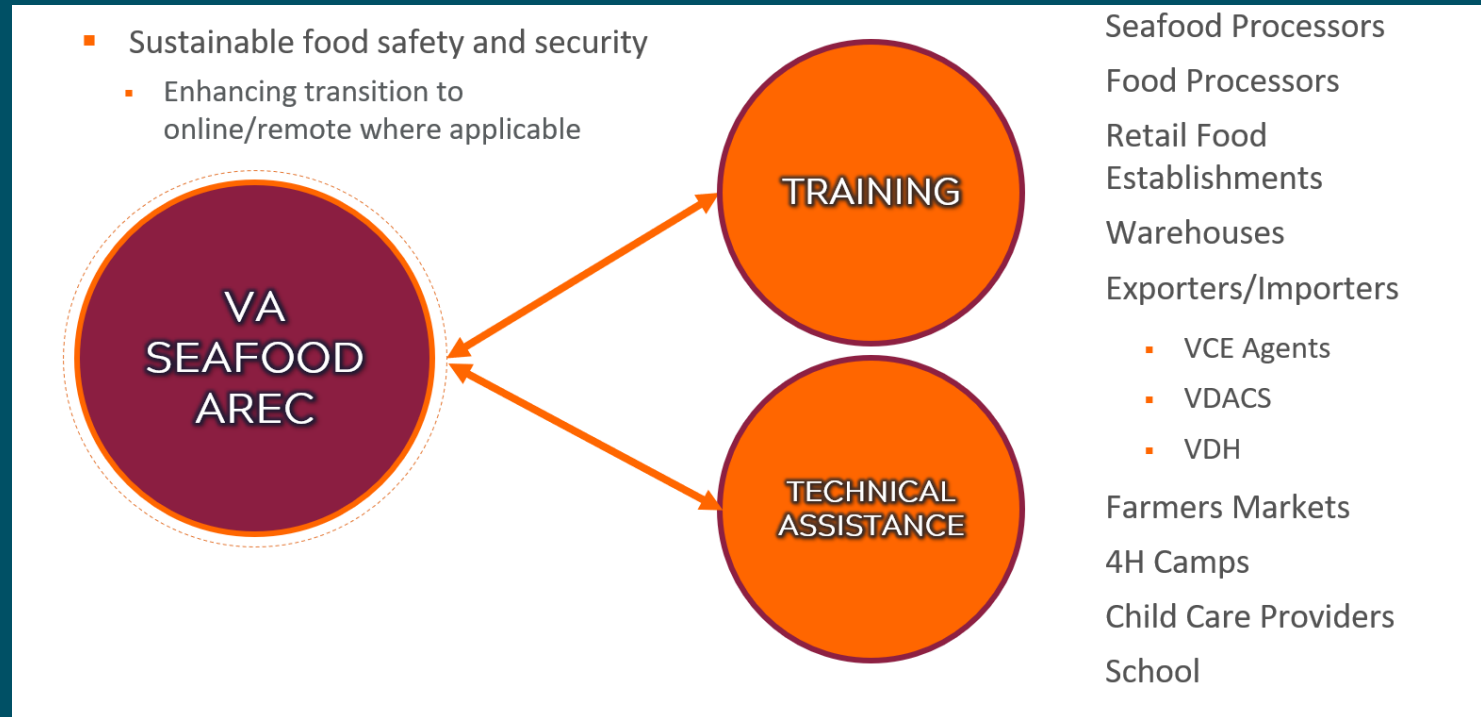 Sustainable food safety and security
Enhancing transition to
online/remote where applicable
VA
SEAFOOD
AREC
TRAINING
TECHNICAL
ASSISTANCE
Seafood Processors
Food Processors
Retail Food
Establishments
Warehouses
Exporters/Importers
VCE Agents
VDACS
VDH
Farmers Markets
4H Camps
Child Care Providers
School